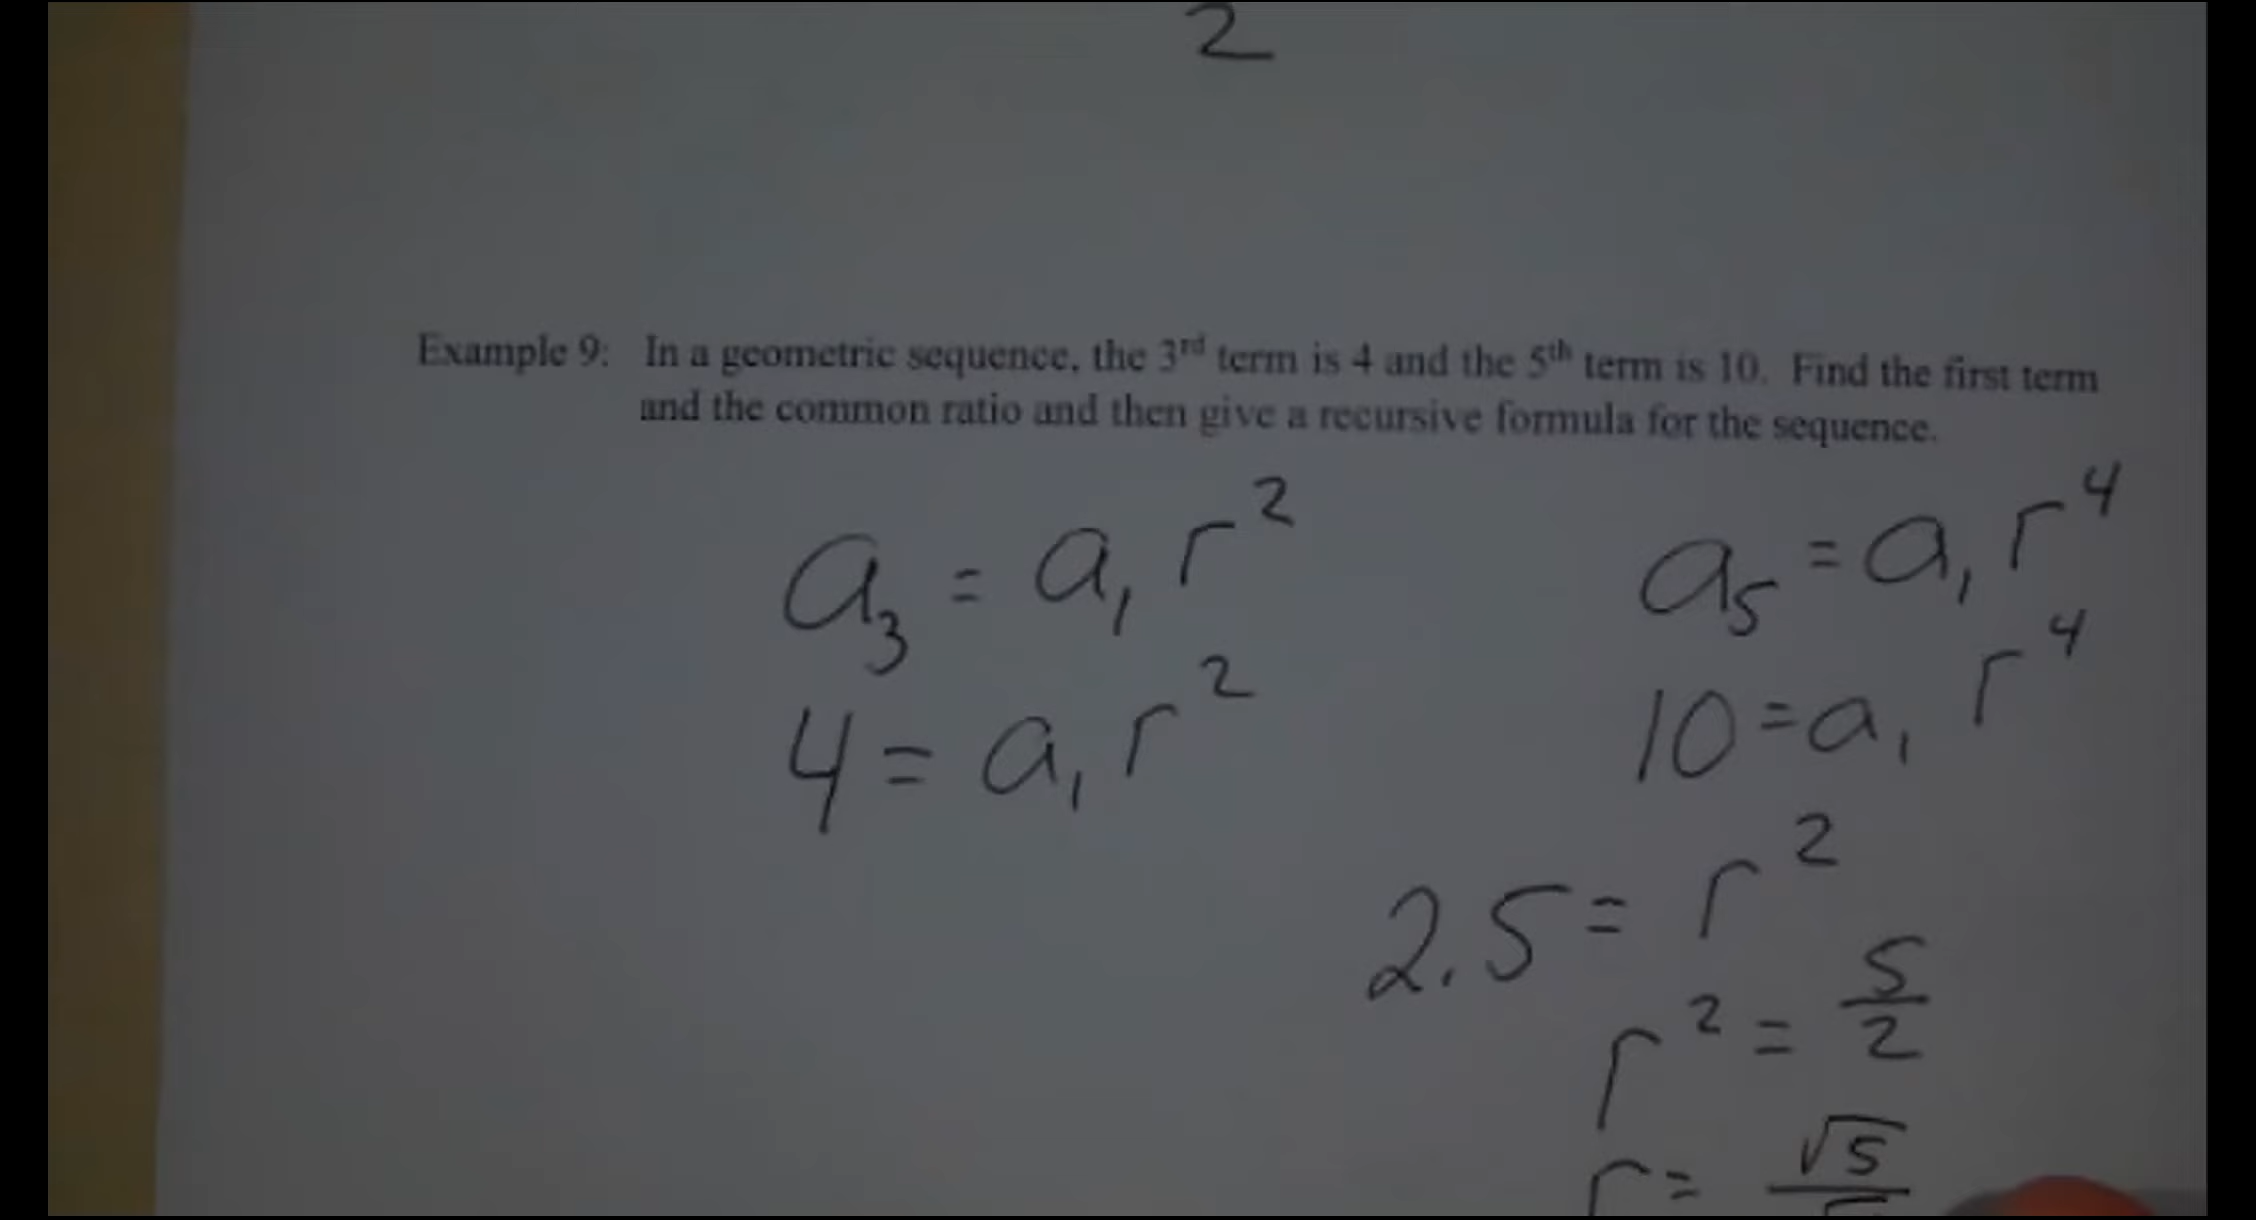 2
Example 9: In a geometric sequence, the 3rd term is 4 and the 5th term is 10. Find the first term
and the common ratio and then give a recursive formula for the sequence.
a₃ = a₁ r² a₅ = a₁ r⁴
4 = a₁ r² 10 = a₁ r⁴
2.5 = r²
r² = 5/2
r = √5